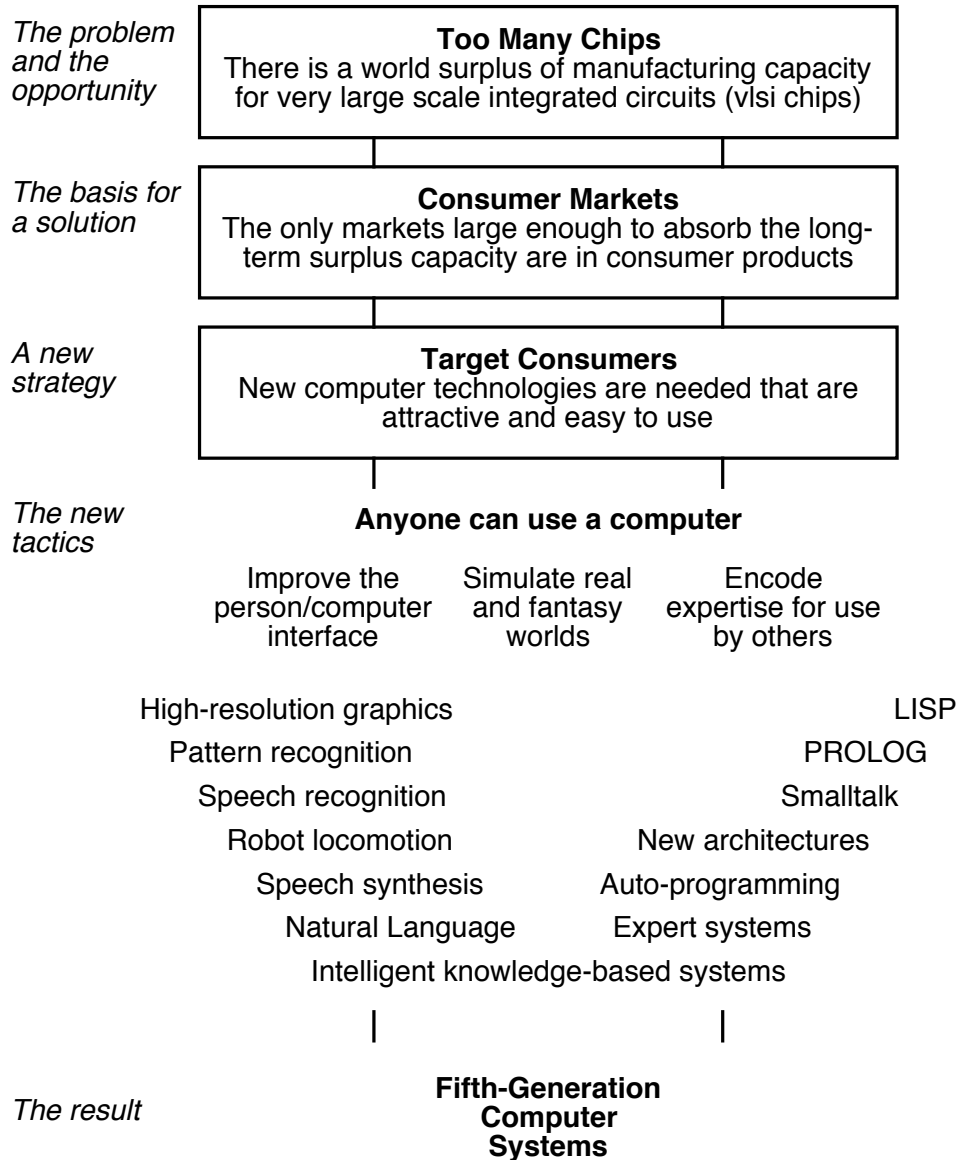 The problem
and the
opportunity
Too Many Chips
There is a world surplus of manufacturing capacity
for very large scale integrated circuits (vlsi chips)
The basis for
a solution
Consumer Markets
The only markets large enough to absorb the long-
term surplus capacity are in consumer products
A new
strategy
Target Consumers
New computer technologies are needed that are
attractive and easy to use
The new
tactics
Anyone can use a computer
Improve the
person/computer
interface
Simulate real
and fantasy
worlds
Encode
expertise for use
by others
High-resolution graphics
LISP
Pattern recognition
PROLOG
Speech recognition
Smalltalk
Robot locomotion
New architectures
Speech synthesis
Auto-programming
Natural Language
Expert systems
Intelligent knowledge-based systems
The result
Fifth-Generation
Computer
Systems